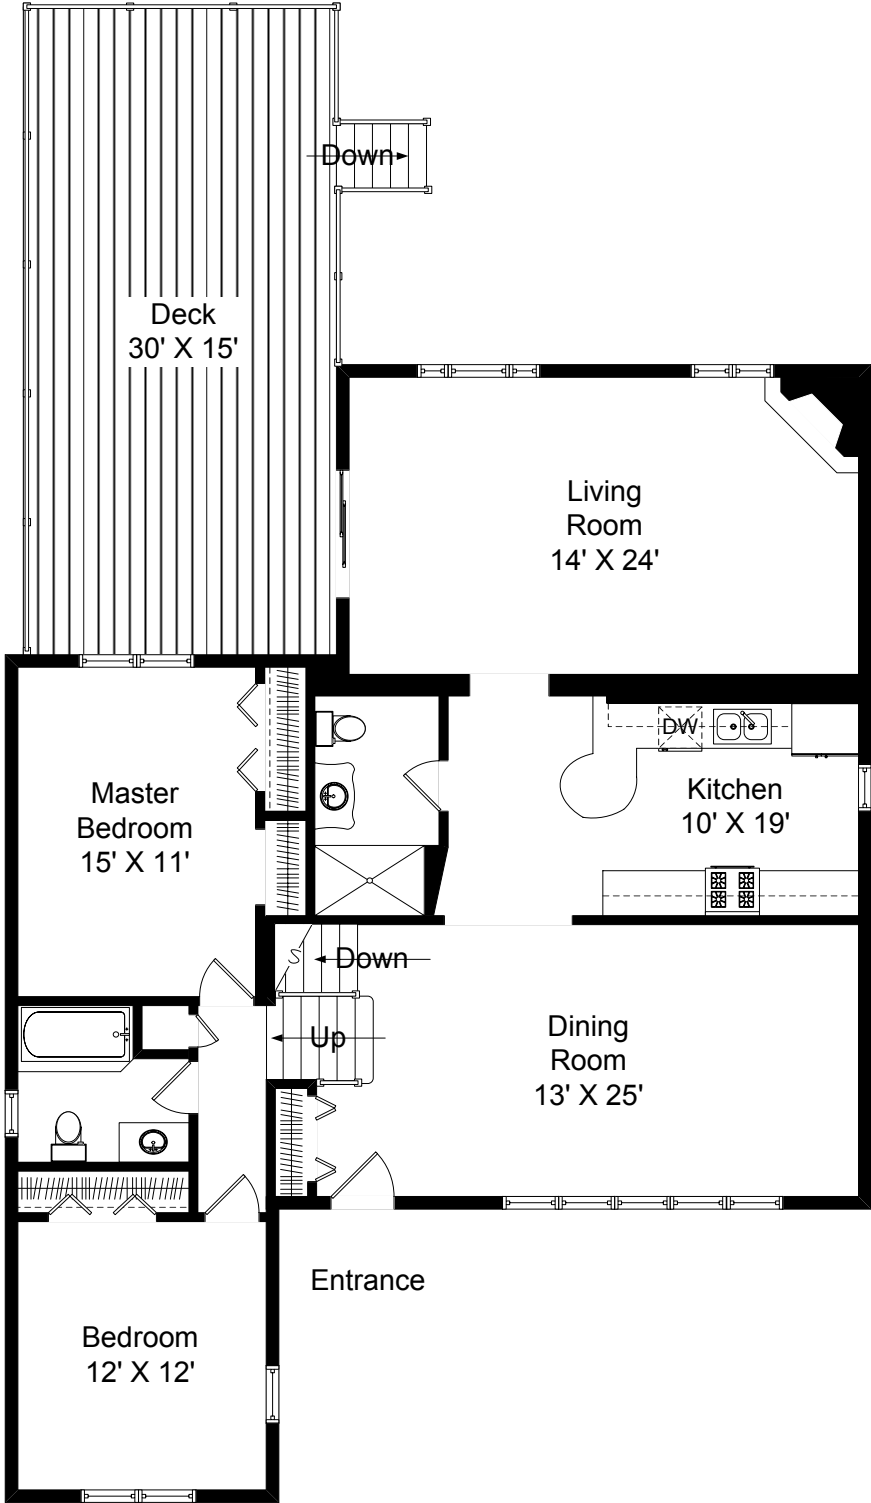 Down
Deck
30' X 15'
Living
Room
14' X 24'
DW
Kitchen
10' X 19'
Master
Bedroom
15' X 11'
Down
Up
Dining
Room
13' X 25'
Entrance
Bedroom
12' X 12'